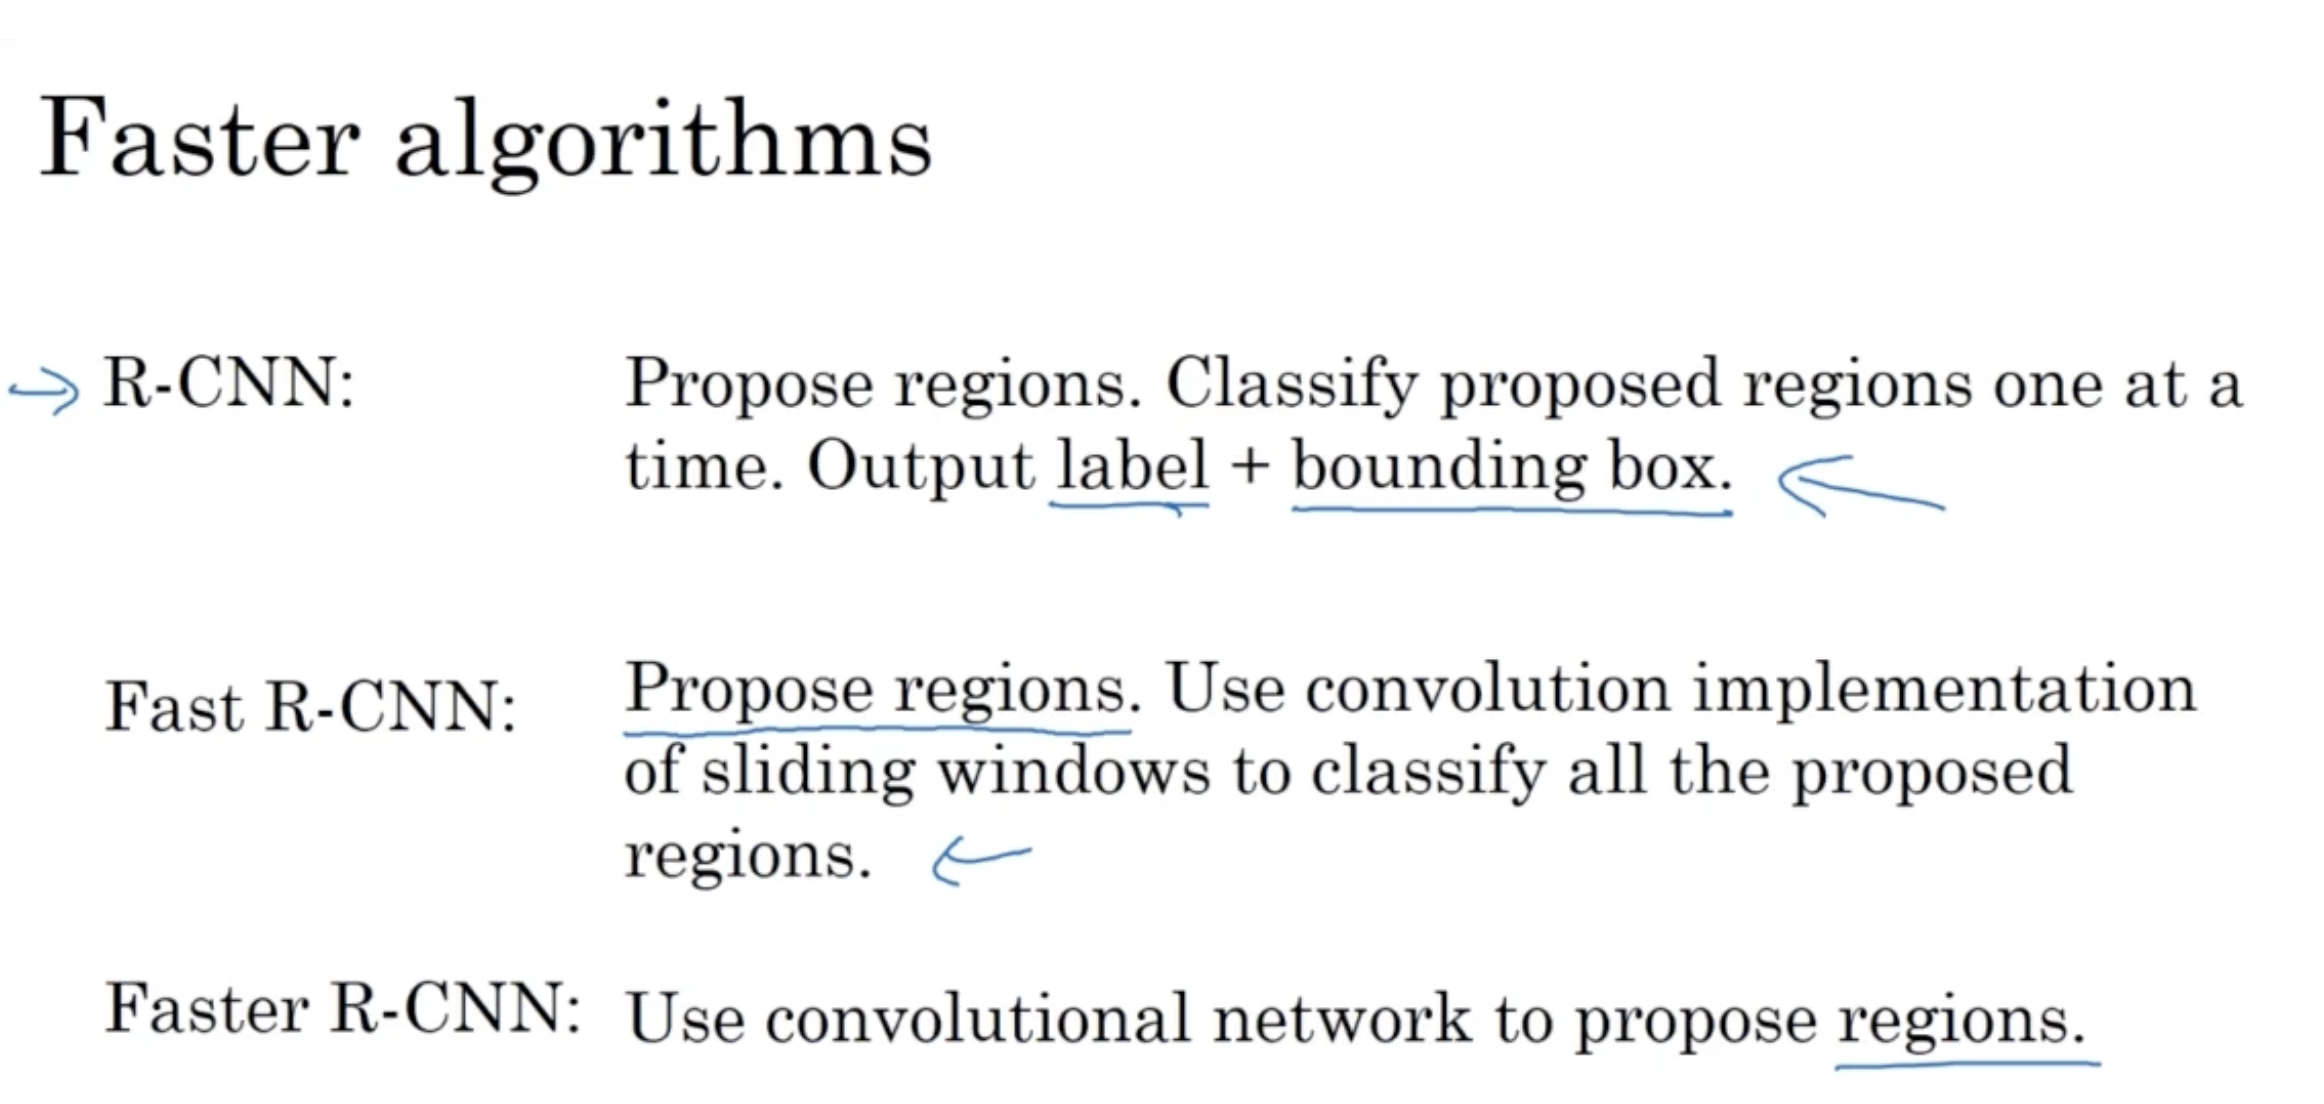 Faster algorithms
R-CNN: Propose regions. Classify proposed regions one at a
time. Output label + bounding box.
Fast R-CNN: Propose regions. Use convolution implementation
of sliding windows to classify all the proposed
regions.
Faster R-CNN: Use convolutional network to propose regions.